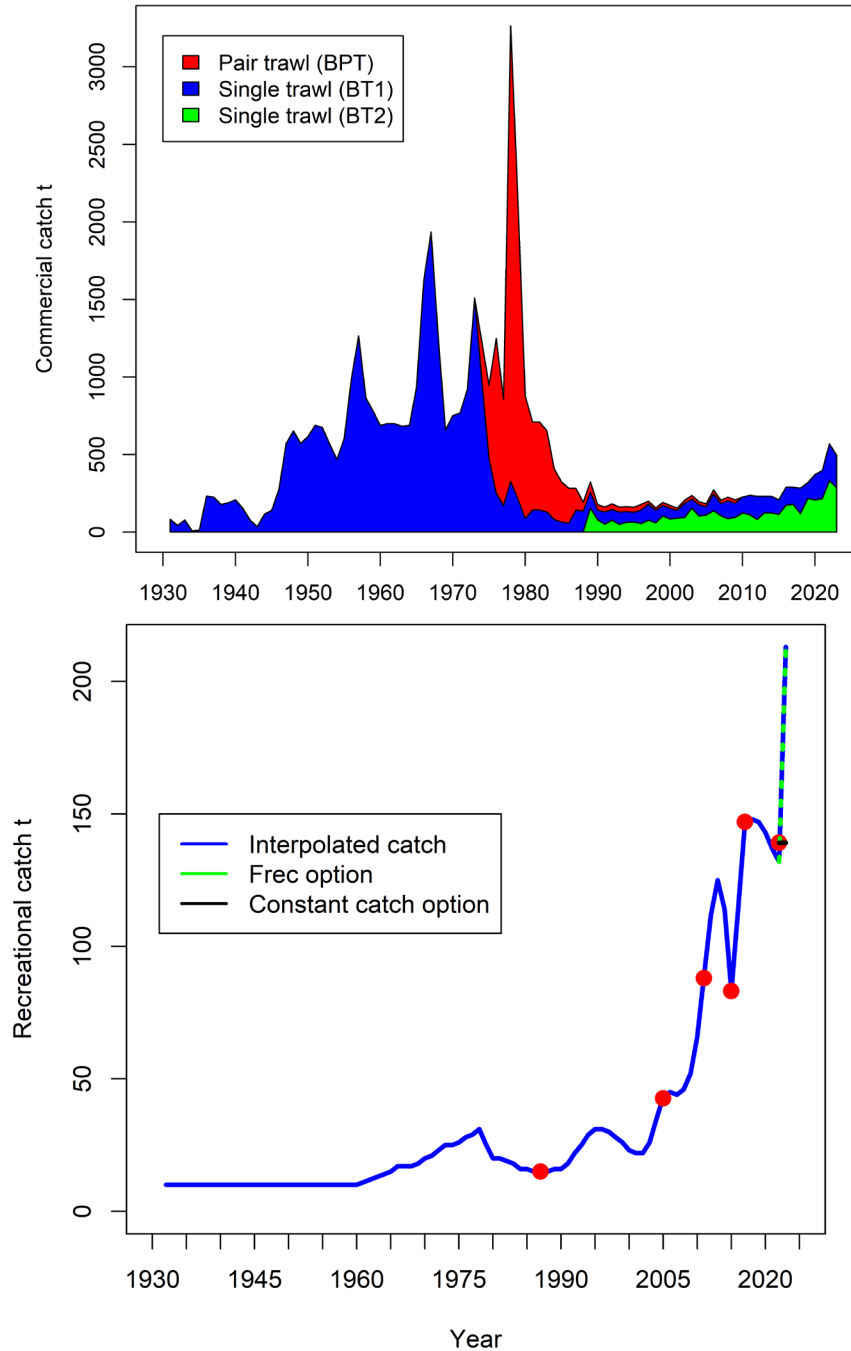 Commercial catch t
3000
2500
2000
1500
1000
500
0
Pair trawl (BPT)
Single trawl (BT1)
Single trawl (BT2)
1930 1940 1950 1960 1970 1980 1990 2000 2010 2020
Recreational catch t
200
150
100
50
0
Interpolated catch
Frec option
Constant catch option
1930 1945 1960 1975 1990 2005 2020
Year